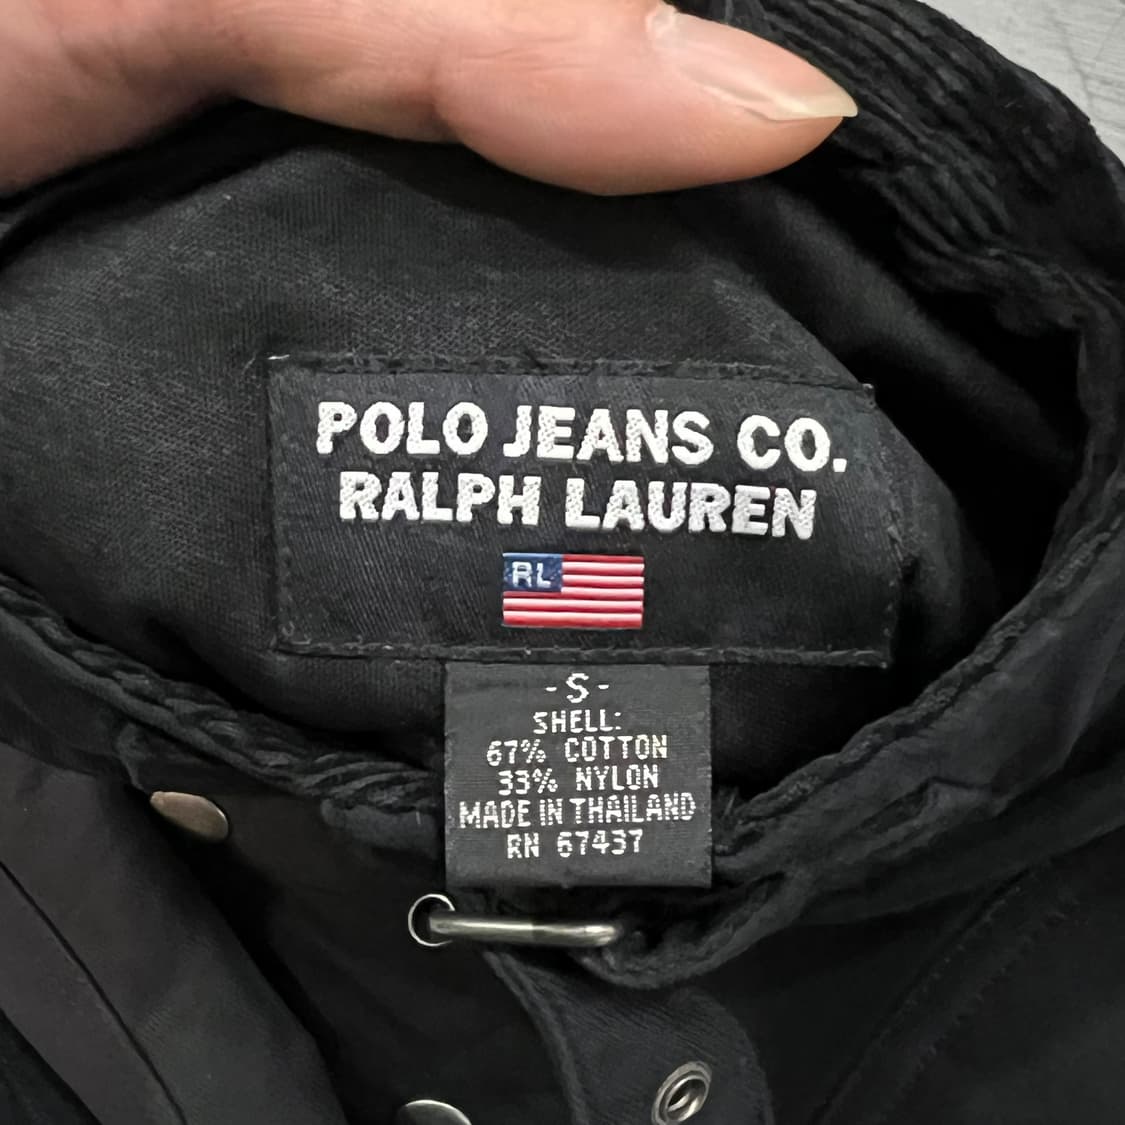 POLO JEANS CO.
RALPH LAUREN
RL
-S-
SHELL:
67% COTTON
33% NYLON
MADE IN THAILAND
RN 67437